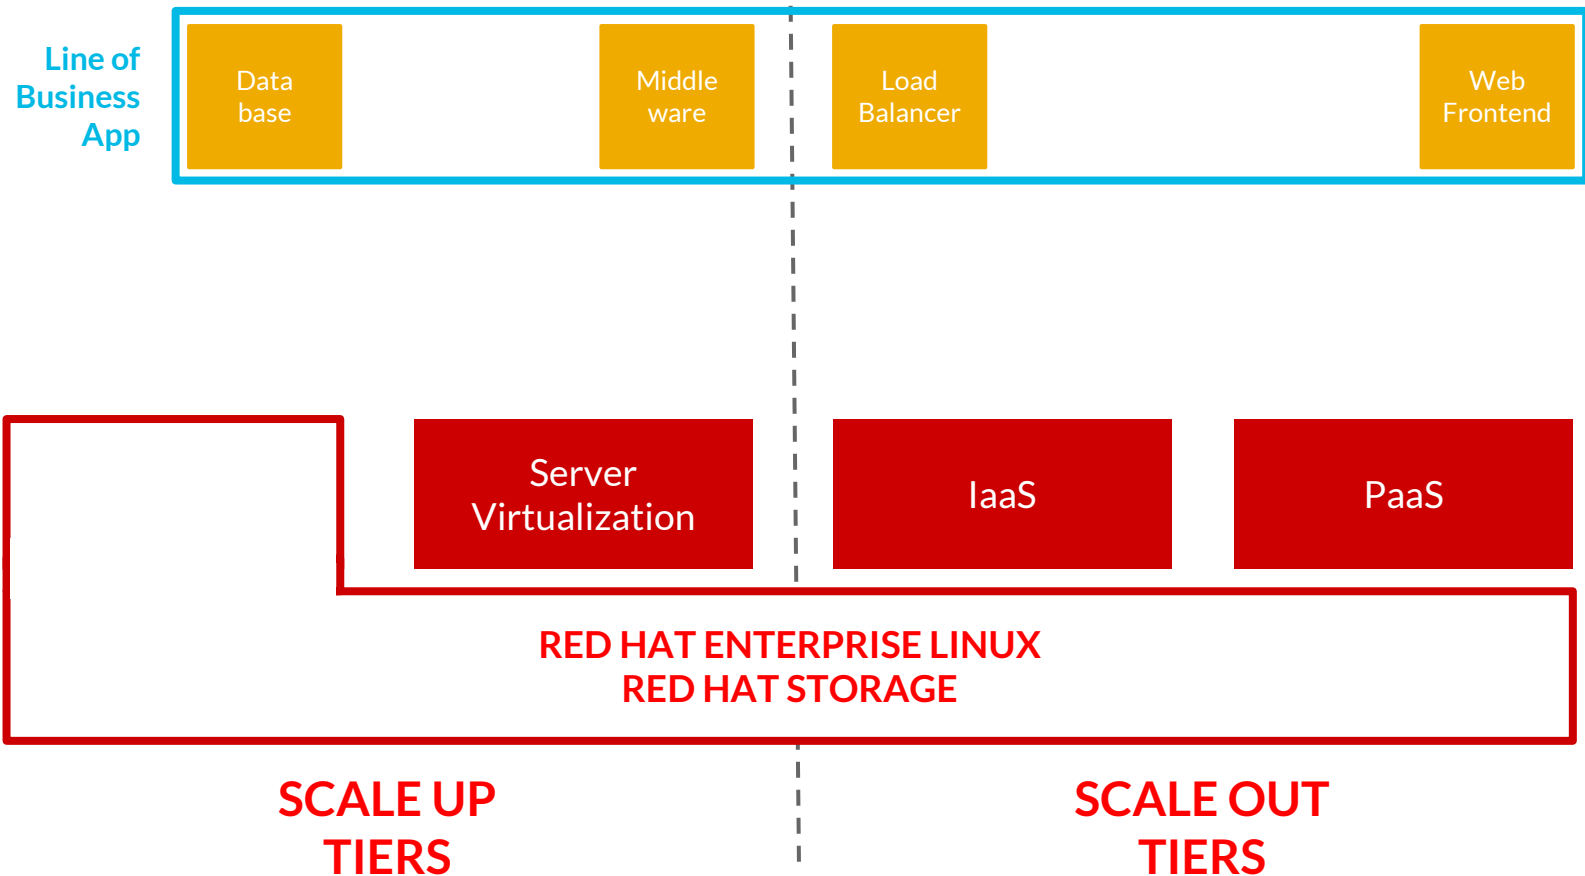 Line of
Business
App
Data
base
Middle
ware
Load
Balancer
Web
Frontend
Server
Virtualization
IaaS
PaaS
RED HAT ENTERPRISE LINUX
RED HAT STORAGE
SCALE UP
TIERS
SCALE OUT
TIERS